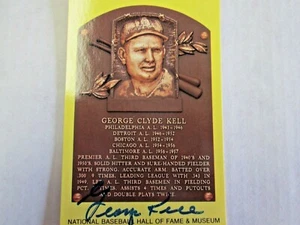 GEORGE CLYDE KELL
PHILADELPHIA A.L. 1943-1946
DETROIT A.L. 1946-1952
BOSTON A.L. 1952-1954
CHICAGO A.L. 1954-1956
BALTIMORE A.L. 1956-1957
PREMIER A.L. THIRD BASEMAN OF 1940'S AND
1950'S. SOLID HITTER AND SURE-HANDED FIELDER
WITH STRONG, ACCURATE ARM. BATTED OVER
.300 9 TIMES, LEADING LEAGUE WITH .343 IN
1949. LED A.L. THIRD BASEMEN IN FIELDING
PCT. TIMES, ASSISTS 4 TIMES AND PUTOUTS
AND DOUBLE PLAYS TWICE.
George Kell
NATIONAL BASEBALL HALL OF FAME & MUSEUM